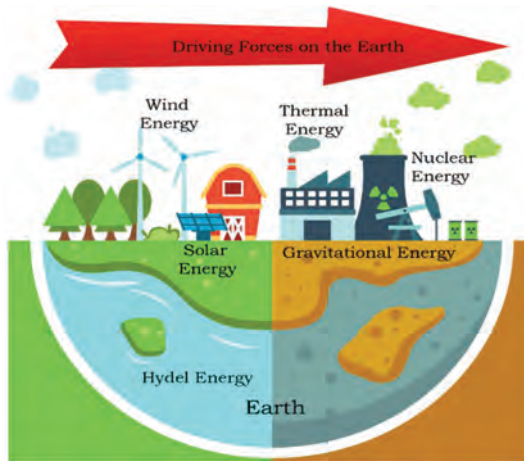 Driving Forces on the Earth
Wind
Energy
Thermal
Energy
Nuclear
Energy
Solar
Energy
Gravitational Energy
Hydel Energy
Earth